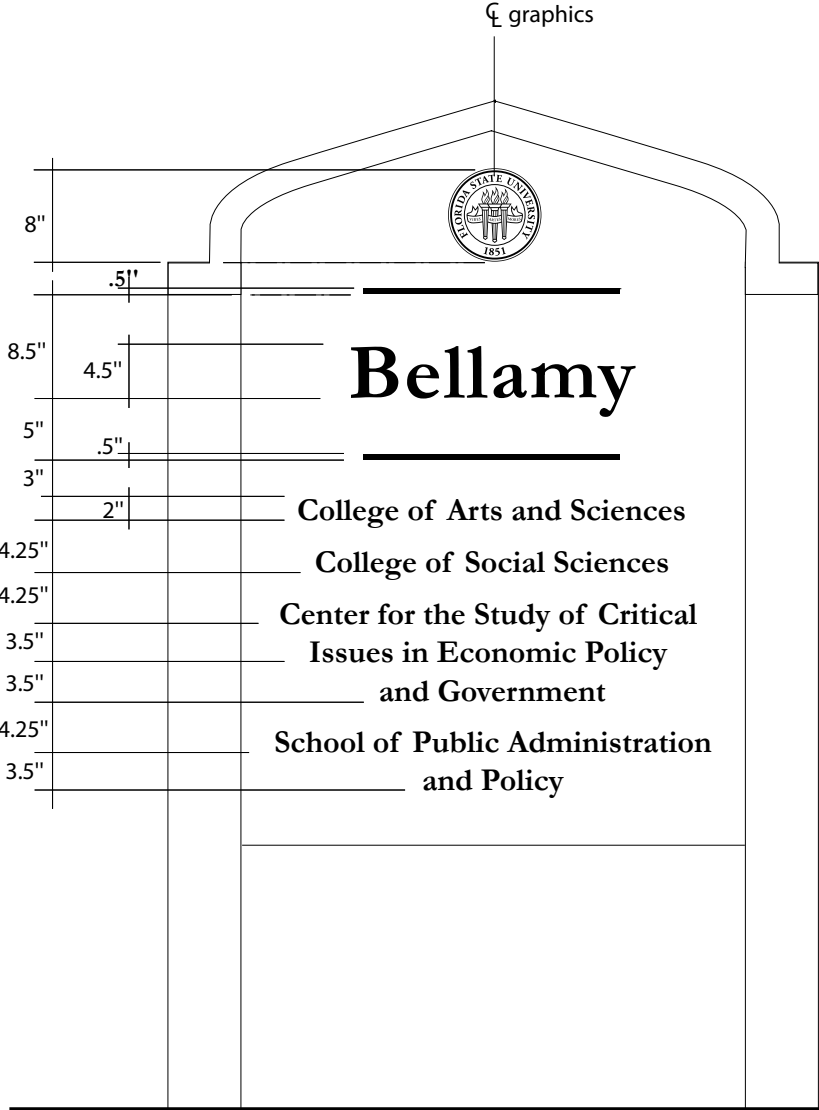 ℄ graphics
FLORIDA STATE UNIVERSITY
1851
8"
.5"
8.5"
4.5"
Bellamy
5"
.5"
3"
2"
College of Arts and Sciences
4.25"
College of Social Sciences
4.25"
Center for the Study of Critical
3.5"
Issues in Economic Policy
3.5"
and Government
4.25"
School of Public Administration
3.5"
and Policy